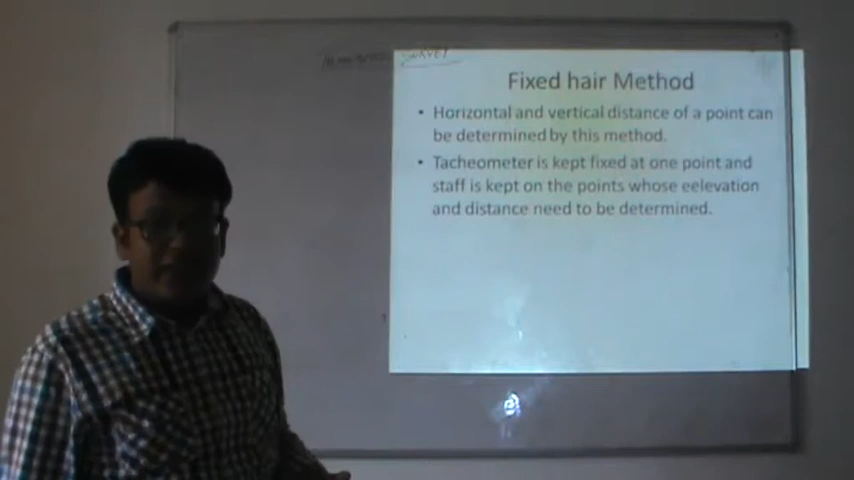 SURVEY
Fixed hair Method
• Horizontal and vertical distance of a point can
be determined by this method.
• Tacheometer is kept fixed at one point and
staff is kept on the points whose eelevation
and distance need to be determined.